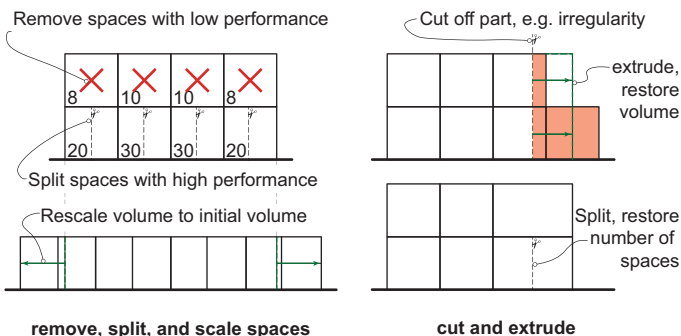 Remove spaces with low performance
8 10 10 8
20 30 30 20
Split spaces with high performance
Rescale volume to initial volume
remove, split, and scale spaces
Cut off part, e.g. irregularity
extrude,
restore
volume
Split, restore
number of
spaces
cut and extrude